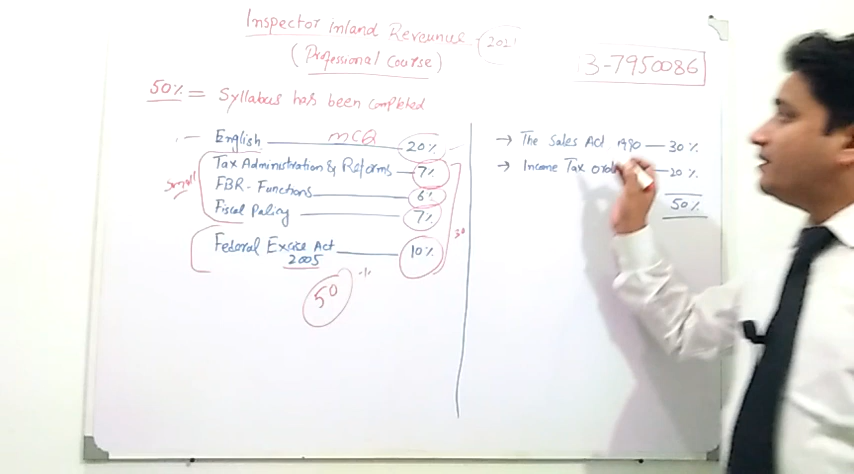 Inspector Inland Revenue (2021
(Professional Course)
3-7950086
50% = Syllabus has been completed
English MCQ 20%
Tax Administration & Reforms 7%
FBR - Functions 6%
Fiscal Policy 7%
Small
Federal Excise Act 10%
2005
30
50 %
→ The Sales Act 1990 — 30%
→ Income Tax — 20%
50%